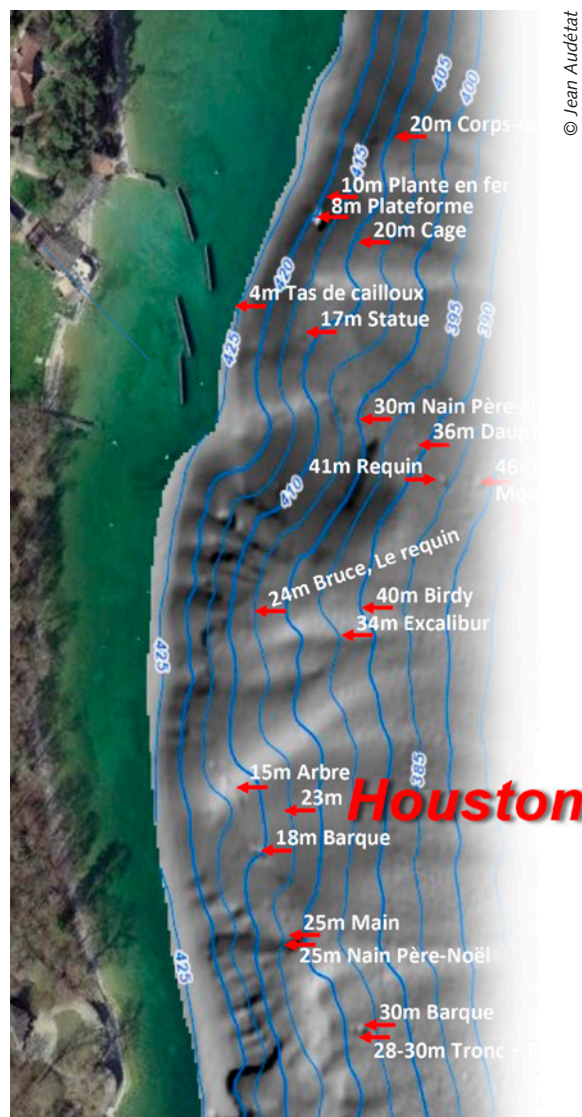 © Jean Audétat
405
400
20m Corps-m
415
10m Plante en fer
8m Plateforme
20m Cage
420
4m Tas de cailloux
395
390
17m Statue
425
30m Nain Père-N
36m Daup
41m Requin
46m
410
24m Bruce, Le requin
40m Birdy
34m Excalibur
425
385
15m Arbre
23m
Houston
18m Barque
25m Main
25m Nain Père-Noël
425
30m Barque
28-30m Tronc +